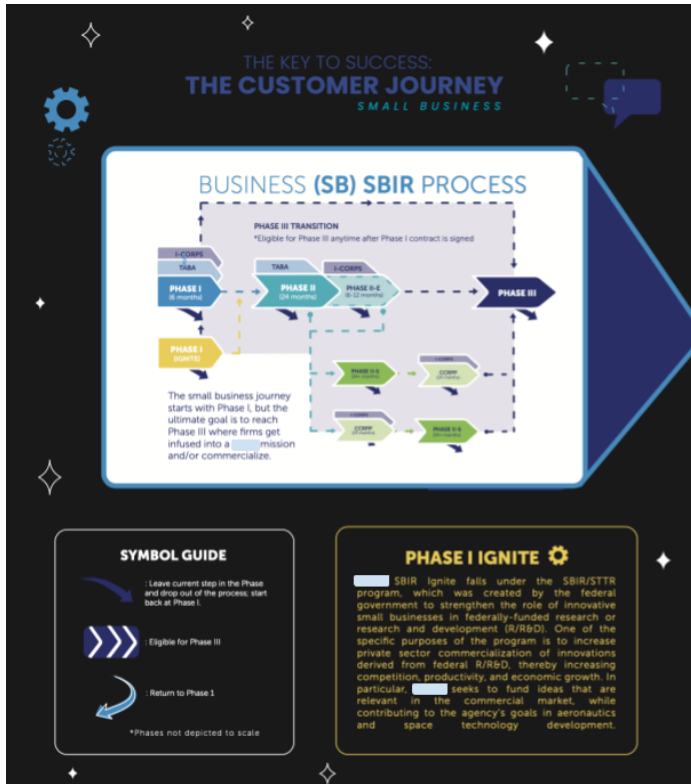 THE KEY TO SUCCESS:
THE CUSTOMER JOURNEY
SMALL BUSINESS
BUSINESS (SB) SBIR PROCESS
PHASE III TRANSITION
*Eligible for Phase III anytime after Phase I contract is signed
I-CORPS
TABA
PHASE I
(6 months)
TABA
PHASE II
(24 months)
I-CORPS
PHASE II-E
(6-12 months)
PHASE III
PHASE I
(IGNITE)
PHASE II-S
I-CORPS
CCRPP
I-CORPS
CCRPP
PHASE II-S
The small business journey
starts with Phase I, but the
ultimate goal is to reach
Phase III where firms get
infused into a mission
and/or commercialize.
SYMBOL GUIDE
: Leave current step in the Phase
and drop out of the process; start
back at Phase I.
: Eligible for Phase III
: Return to Phase 1
*Phases not depicted to scale
PHASE I IGNITE
SBIR Ignite falls under the SBIR/STTR
program, which was created by the federal
government to strengthen the role of innovative
small businesses in federally-funded research or
research and development (R/R&D). One of the
specific purposes of the program is to increase
private sector commercialization of innovations
derived from federal R/R&D, thereby increasing
competition, productivity, and economic growth. In
particular, seeks to fund ideas that are
relevant in the commercial market, while
contributing to the agency's goals in aeronautics
and space technology development.